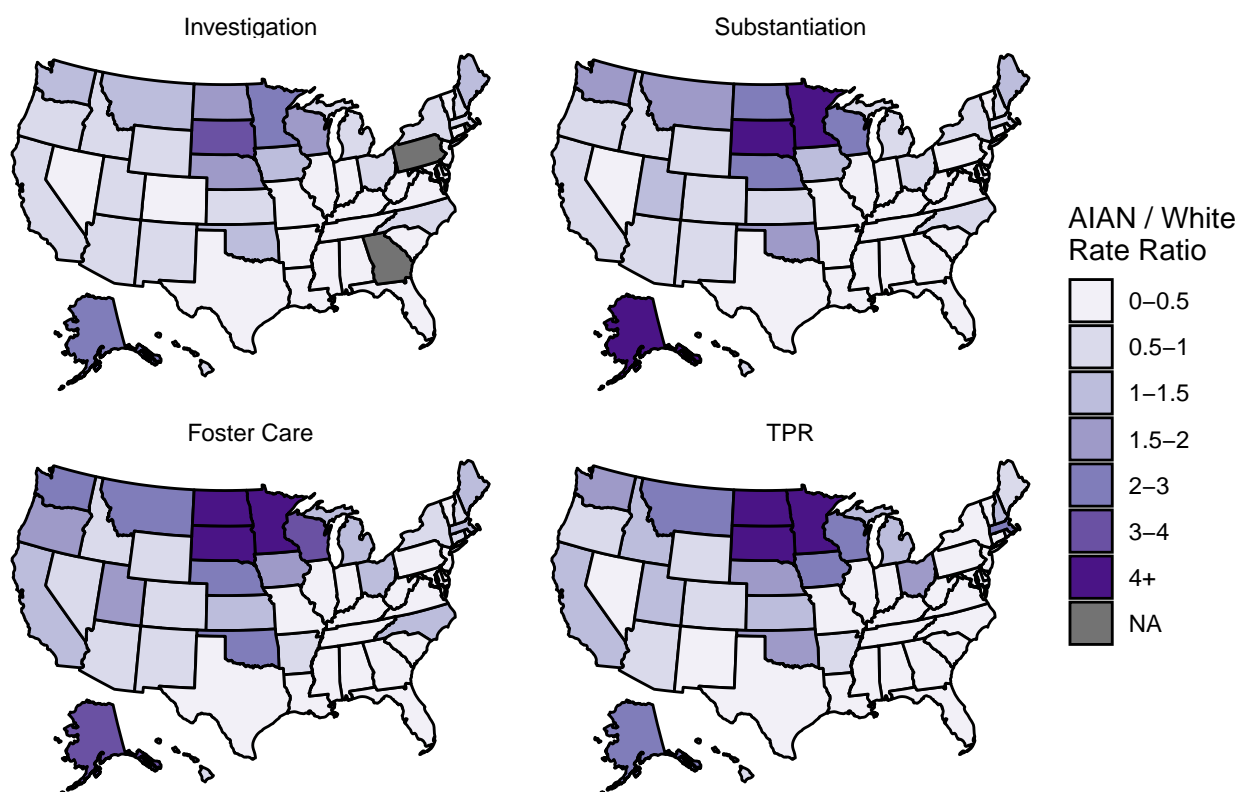 Investigation
Substantiation
Foster Care
TPR
AIAN / White
Rate Ratio
0−0.5
0.5−1
1−1.5
1.5−2
2−3
3−4
4+
NA